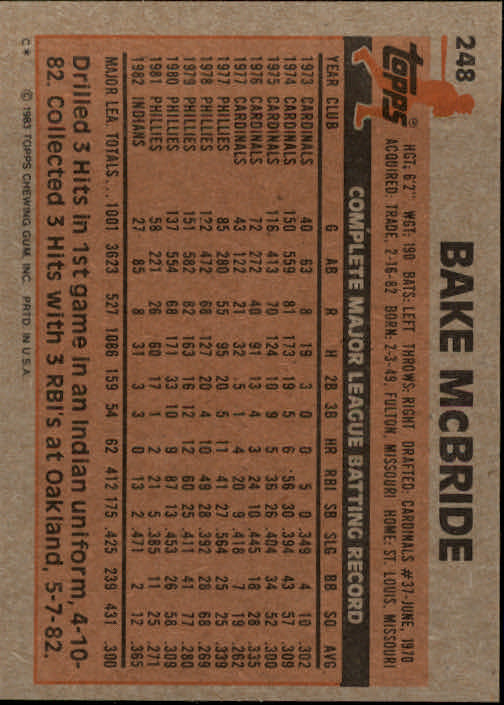 248
BAKE McBRIDE
topps®
HGT: 6'2" WGT: 190 BATS: LEFT THROWS: RIGHT DRAFTED: CARDINALS #37-JUNE, 1970
ACQUIRED: TRADE, 2-16-82 BORN: 2-3-49, FULTON, MISSOURI HOME: ST. LOUIS, MISSOURI
COMPLETE MAJOR LEAGUE BATTING RECORD
YEAR CLUB G AB R H 2B 3B HR RBI SB SLG BB SO AVG
1973 CARDINALS 40 63 8 19 3 0 0 5 0 .349 4 10 .302
1974 CARDINALS 150 559 81 173 19 5 6 56 30 .394 43 57 .309
1975 CARDINALS 116 413 70 124 10 9 5 36 26 .404 34 52 .300
1976 CARDINALS 72 272 40 91 13 4 3 24 10 .445 18 28 .335
1977 CARDINALS 43 122 21 32 5 1 4 20 9 .418 7 19 .262
1977 PHILLIES 85 280 55 95 20 5 11 41 27 .564 25 25 .339
1978 PHILLIES 122 472 68 127 20 4 10 49 28 .392 28 68 .269
1979 PHILLIES 151 582 82 163 16 12 12 60 25 .411 41 77 .280
1980 PHILLIES 137 554 68 171 33 10 9 87 13 .453 26 58 .309
1981 PHILLIES 58 221 26 60 17 1 2 21 5 .385 11 25 .271
1982 INDIANS 27 85 8 31 3 3 0 13 2 .471 2 12 .365
MAJOR LEA. TOTALS.... 1001 3623 527 1086 159 54 62 412 175 .425 239 431 .300
Drilled 3 Hits in 1st game in an Indian uniform, 4-10-
82. Collected 3 Hits with 3 RBI's at Oakland, 5-7-82.
C* © 1983 TOPPS CHEWING GUM, INC. PRTD. IN U.S.A.